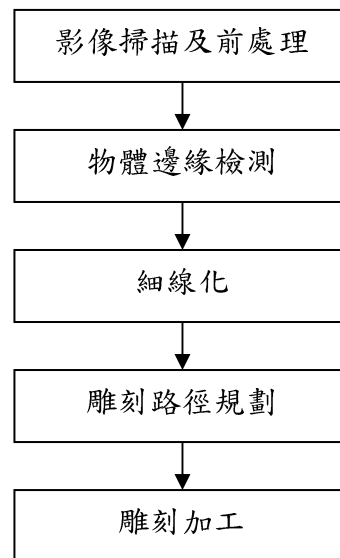 影像掃描及前處理
物體邊緣檢測
細線化
雕刻路徑規劃
雕刻加工